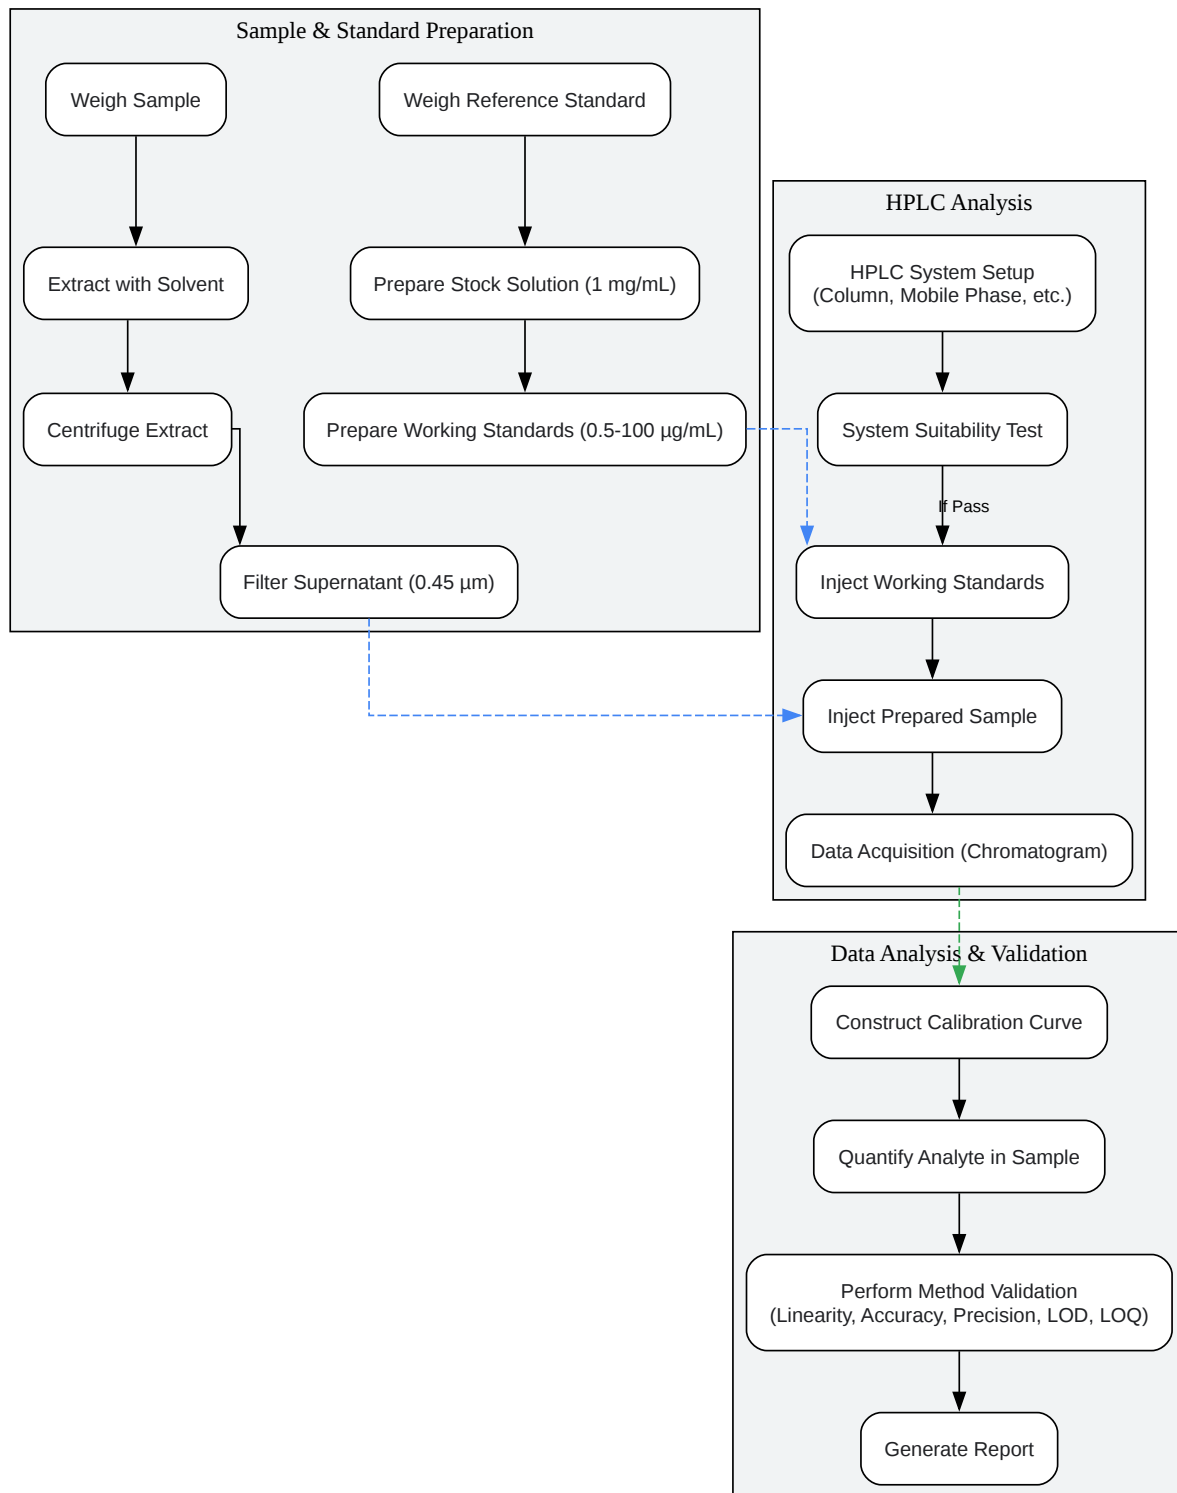 Sample & Standard Preparation
Weigh Sample
Weigh Reference Standard
Extract with Solvent
Prepare Stock Solution (1 mg/mL)
Centrifuge Extract
Prepare Working Standards (0.5-100 µg/mL)
Filter Supernatant (0.45 µm)
HPLC Analysis
HPLC System Setup
(Column, Mobile Phase, etc.)
System Suitability Test
If Pass
Inject Working Standards
Inject Prepared Sample
Data Acquisition (Chromatogram)
Data Analysis & Validation
Construct Calibration Curve
Quantify Analyte in Sample
Perform Method Validation
(Linearity, Accuracy, Precision, LOD, LOQ)
Generate Report